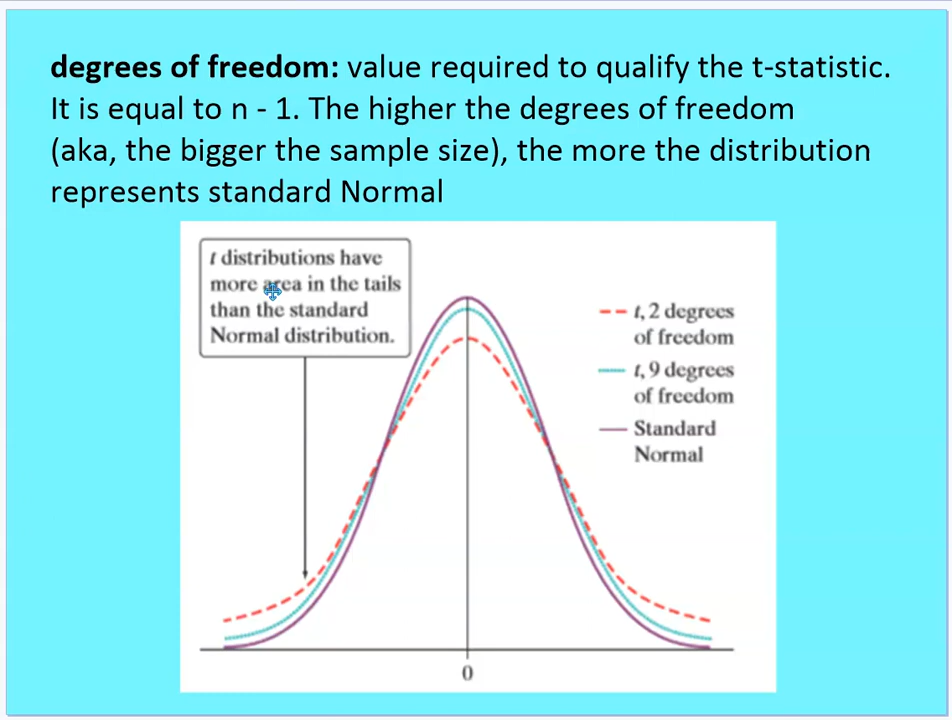 degrees of freedom: value required to qualify the t-statistic.
It is equal to n - 1. The higher the degrees of freedom
(aka, the bigger the sample size), the more the distribution
represents standard Normal
t distributions have
more area in the tails
than the standard
Normal distribution.
t, 2 degrees
of freedom
t, 9 degrees
of freedom
Standard
Normal
0